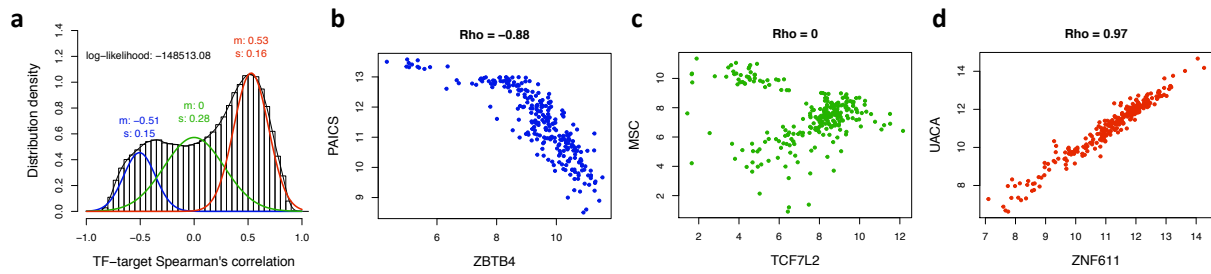 a
log−likelihood: −148513.08
m: 0.53
s: 0.16
m: 0
s: 0.28
m: −0.51
s: 0.15
Distribution density
0.0 0.2 0.4 0.6 0.8 1.0 1.2 1.4
−1.0 −0.5 0.0 0.5 1.0
TF−target Spearman's correlation
b
Rho = −0.88
PAICS
9 10 11 12 13
6 8 10
ZBTB4
c
Rho = 0
MSC
2 4 6 8 10
2 4 6 8 10 12
TCF7L2
d
Rho = 0.97
UACA
8 10 12 14
7 8 9 10 11 12 13 14
ZNF611